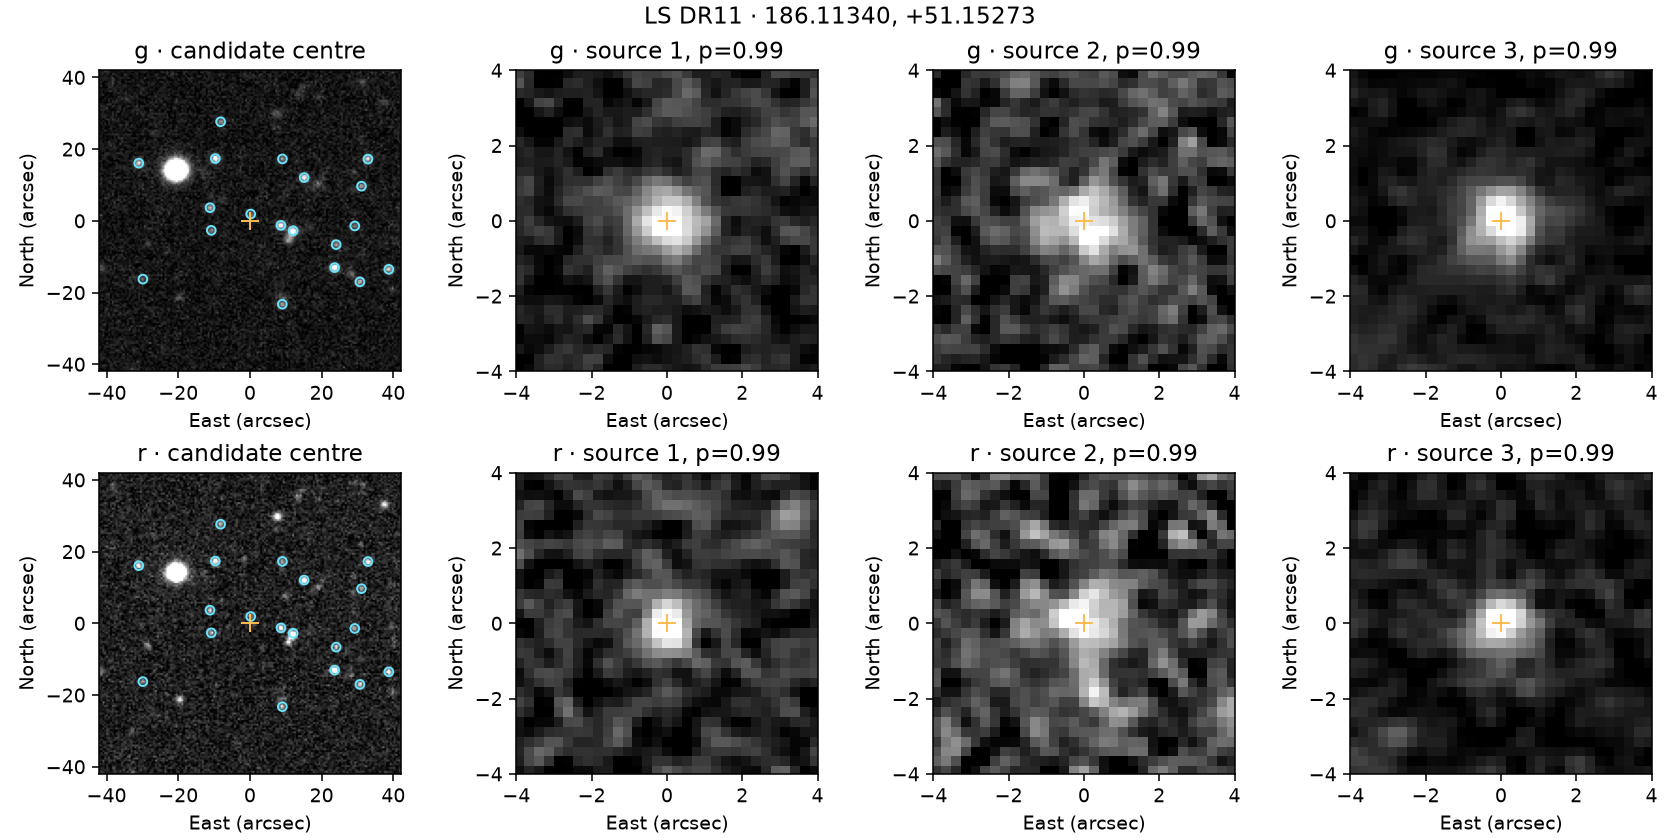 LS DR11 · 186.11340, +51.15273
g · candidate centre
g · source 1, p=0.99
g · source 2, p=0.99
g · source 3, p=0.99
North (arcsec)
40
20
0
−20
−40
−40 −20 0 20 40
East (arcsec)
North (arcsec)
4
2
0
−2
−4
−4 −2 0 2 4
East (arcsec)
North (arcsec)
4
2
0
−2
−4
−4 −2 0 2 4
East (arcsec)
North (arcsec)
4
2
0
−2
−4
−4 −2 0 2 4
East (arcsec)
r · candidate centre
r · source 1, p=0.99
r · source 2, p=0.99
r · source 3, p=0.99
North (arcsec)
40
20
0
−20
−40
−40 −20 0 20 40
East (arcsec)
North (arcsec)
4
2
0
−2
−4
−4 −2 0 2 4
East (arcsec)
North (arcsec)
4
2
0
−2
−4
−4 −2 0 2 4
East (arcsec)
North (arcsec)
4
2
0
−2
−4
−4 −2 0 2 4
East (arcsec)